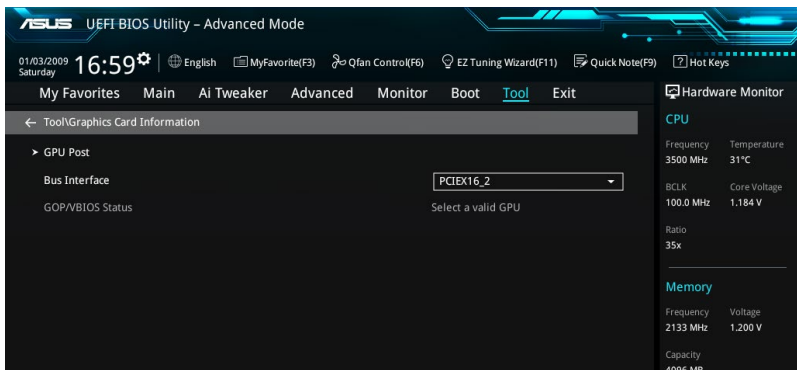 ASUS UEFI BIOS Utility – Advanced Mode
01/03/2009 Saturday 16:59 English MyFavorite(F3) Qfan Control(F6) EZ Tuning Wizard(F11) Quick Note(F9) ? Hot Keys
My Favorites Main Ai Tweaker Advanced Monitor Boot Tool Exit
← Tool\Graphics Card Information
> GPU Post
Bus Interface PCIEX16_2
GOP/VBIOS Status Select a valid GPU
Hardware Monitor
CPU
Frequency Temperature
3500 MHz 31°C
BCLK Core Voltage
100.0 MHz 1.184 V
Ratio
35x
Memory
Frequency Voltage
2133 MHz 1.200 V
Capacity
4096 MB